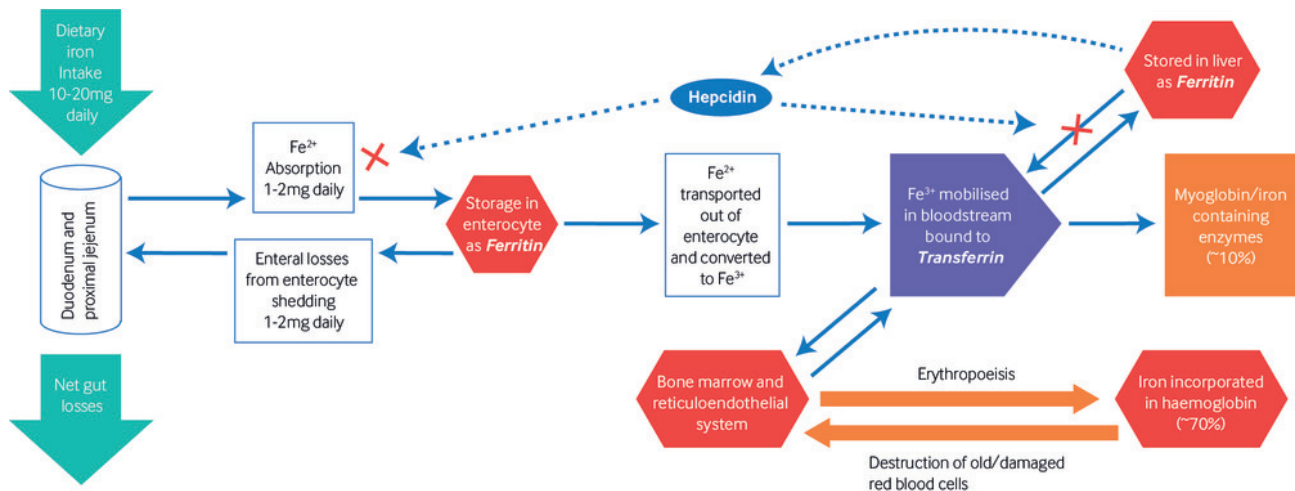 Dietary
iron
Intake
10-20mg
daily
Duodenum and
proximal jejenum
Net gut
losses
Fe²⁺
Absorption
1-2mg daily
Enteral losses
from enterocyte
shedding
1-2mg daily
Storage in
enterocyte
as Ferritin
Hepcidin
Fe²⁺
transported
out of
enterocyte
and converted
to Fe³⁺
Fe³⁺ mobilised
in bloodstream
bound to
Transferrin
Stored in liver
as Ferritin
Myoglobin/iron
containing
enzymes
(~10%)
Bone marrow and
reticuloendothelial
system
Erythropoeisis
Iron incorporated
in haemoglobin
(~70%)
Destruction of old/damaged
red blood cells